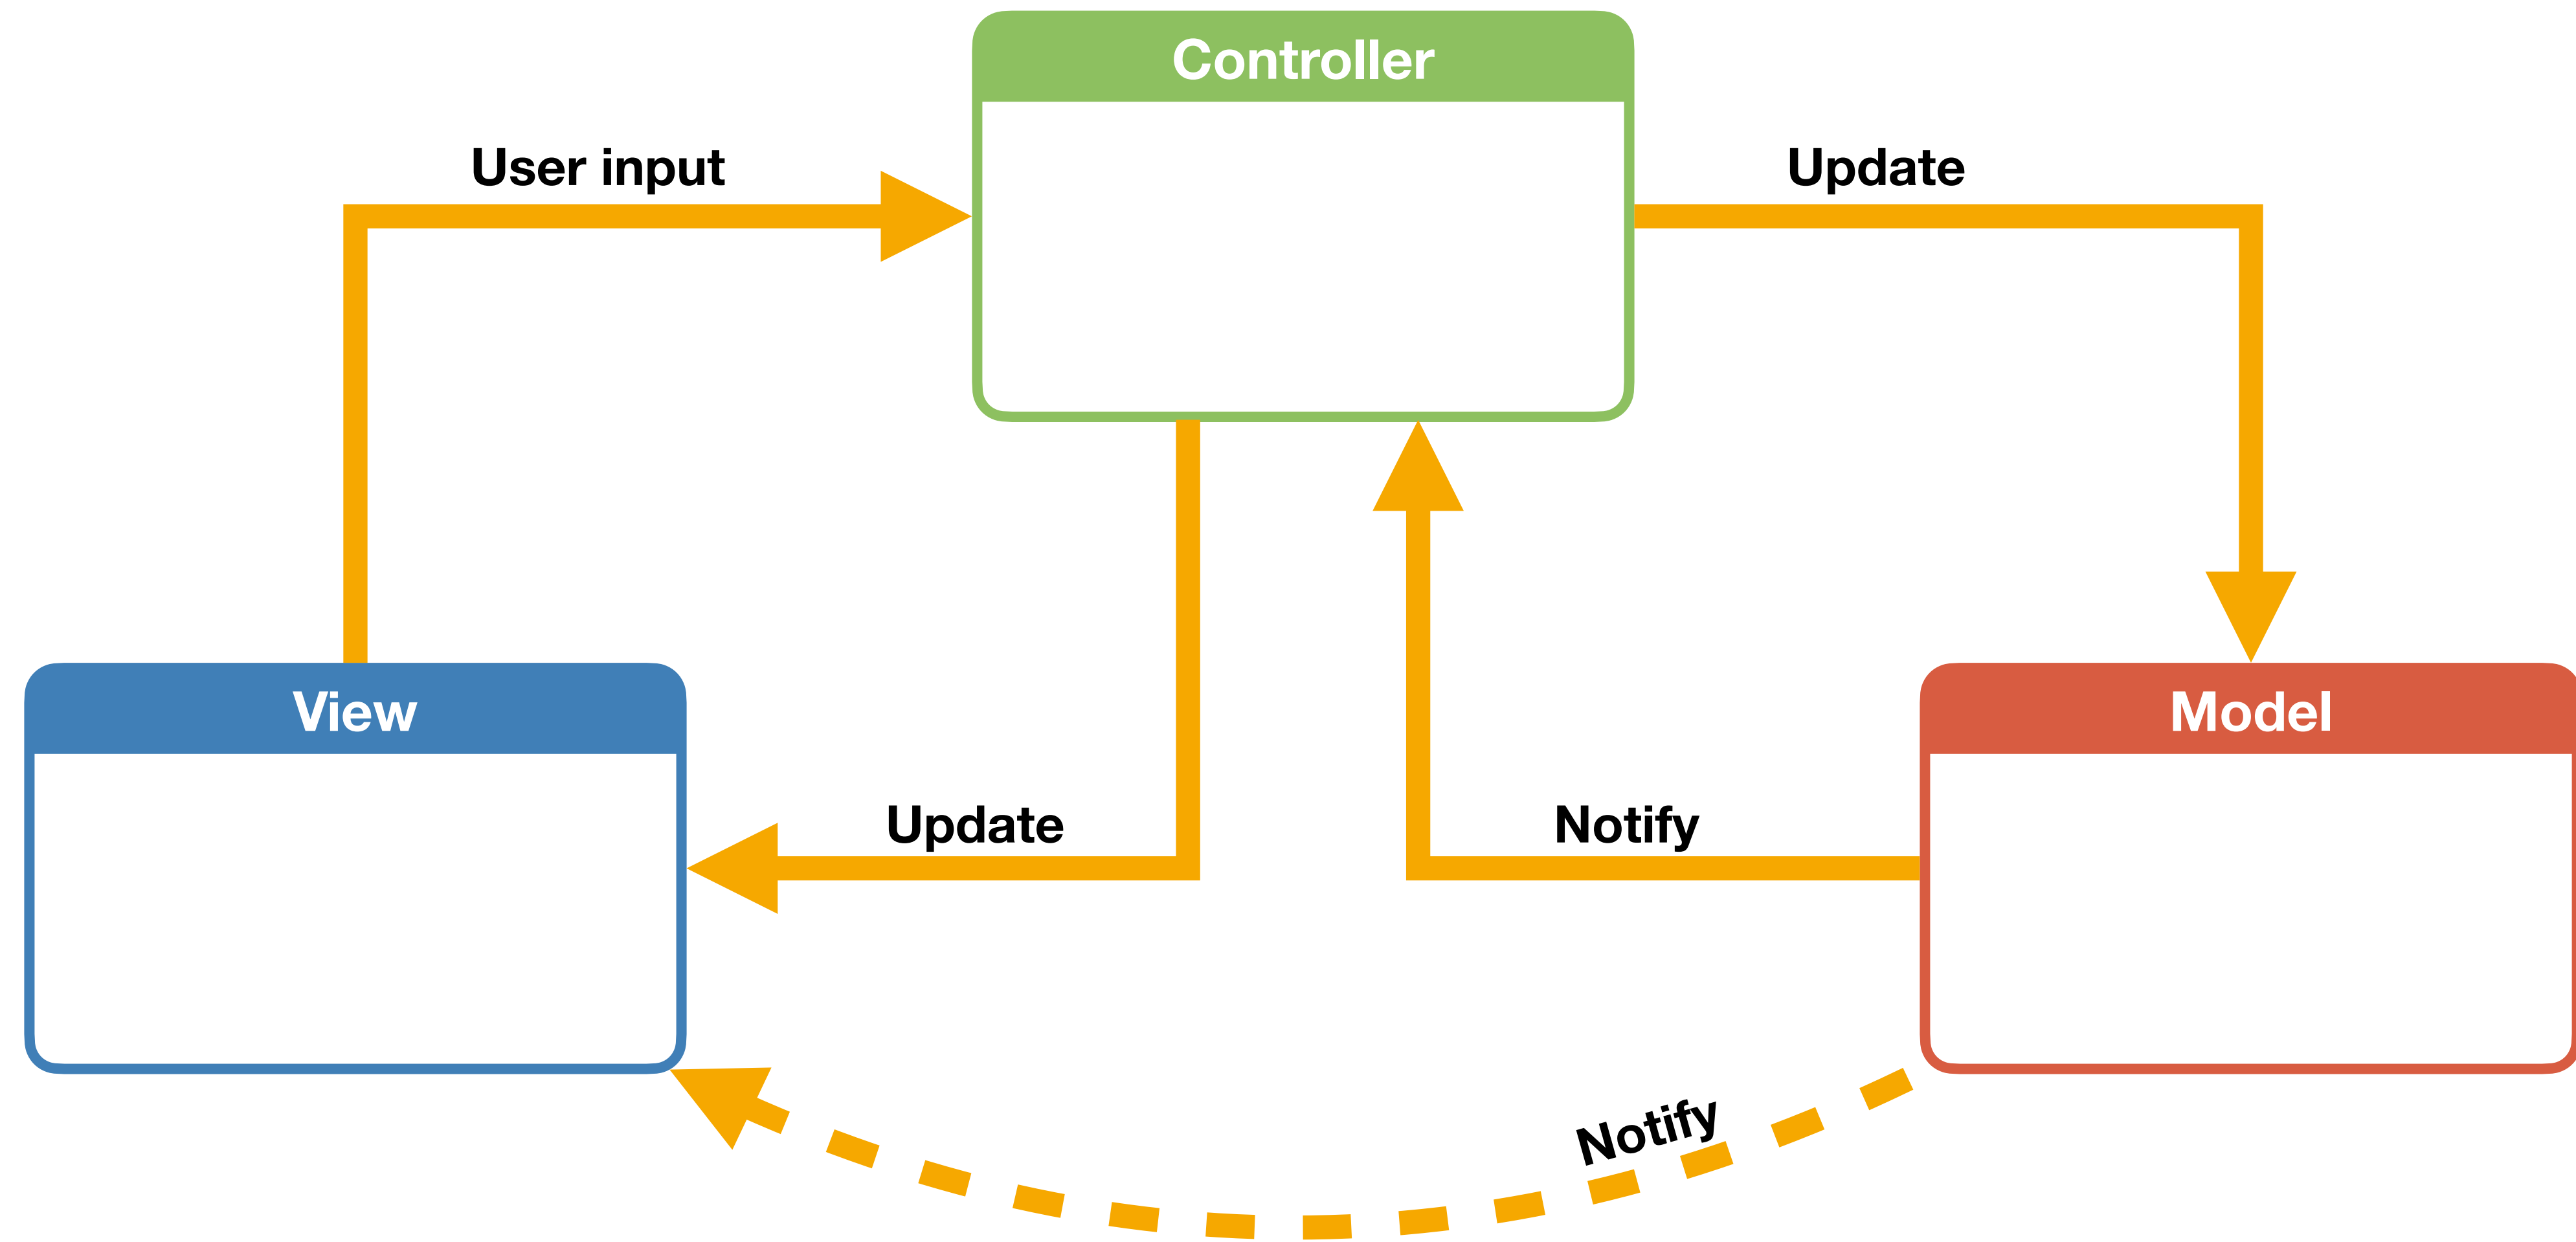 Controller
User input
Update
View
Model
Update
Notify
Notify